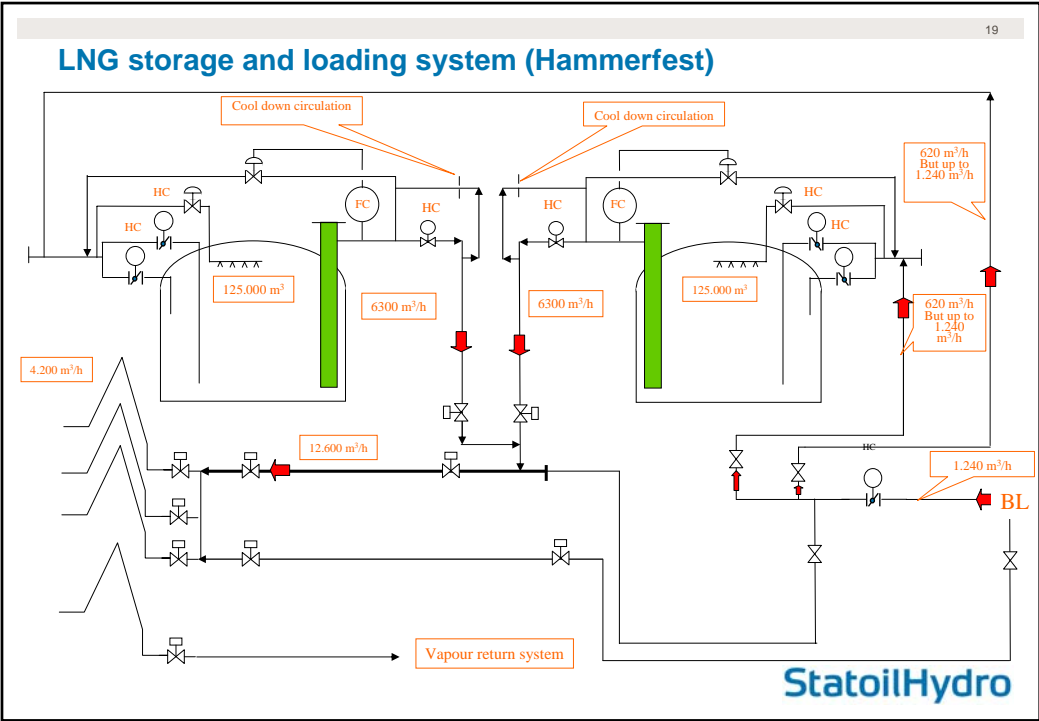 19
LNG storage and loading system (Hammerfest)
Cool down circulation
Cool down circulation
620 m³/h
But up to
1.240 m³/h
HC
HC
FC
HC
HC
FC
HC
HC
125.000 m³
6300 m³/h
6300 m³/h
125.000 m³
620 m³/h
But up to
1.240
m³/h
4.200 m³/h
12.600 m³/h
HC
1.240 m³/h
BL
Vapour return system
StatoilHydro